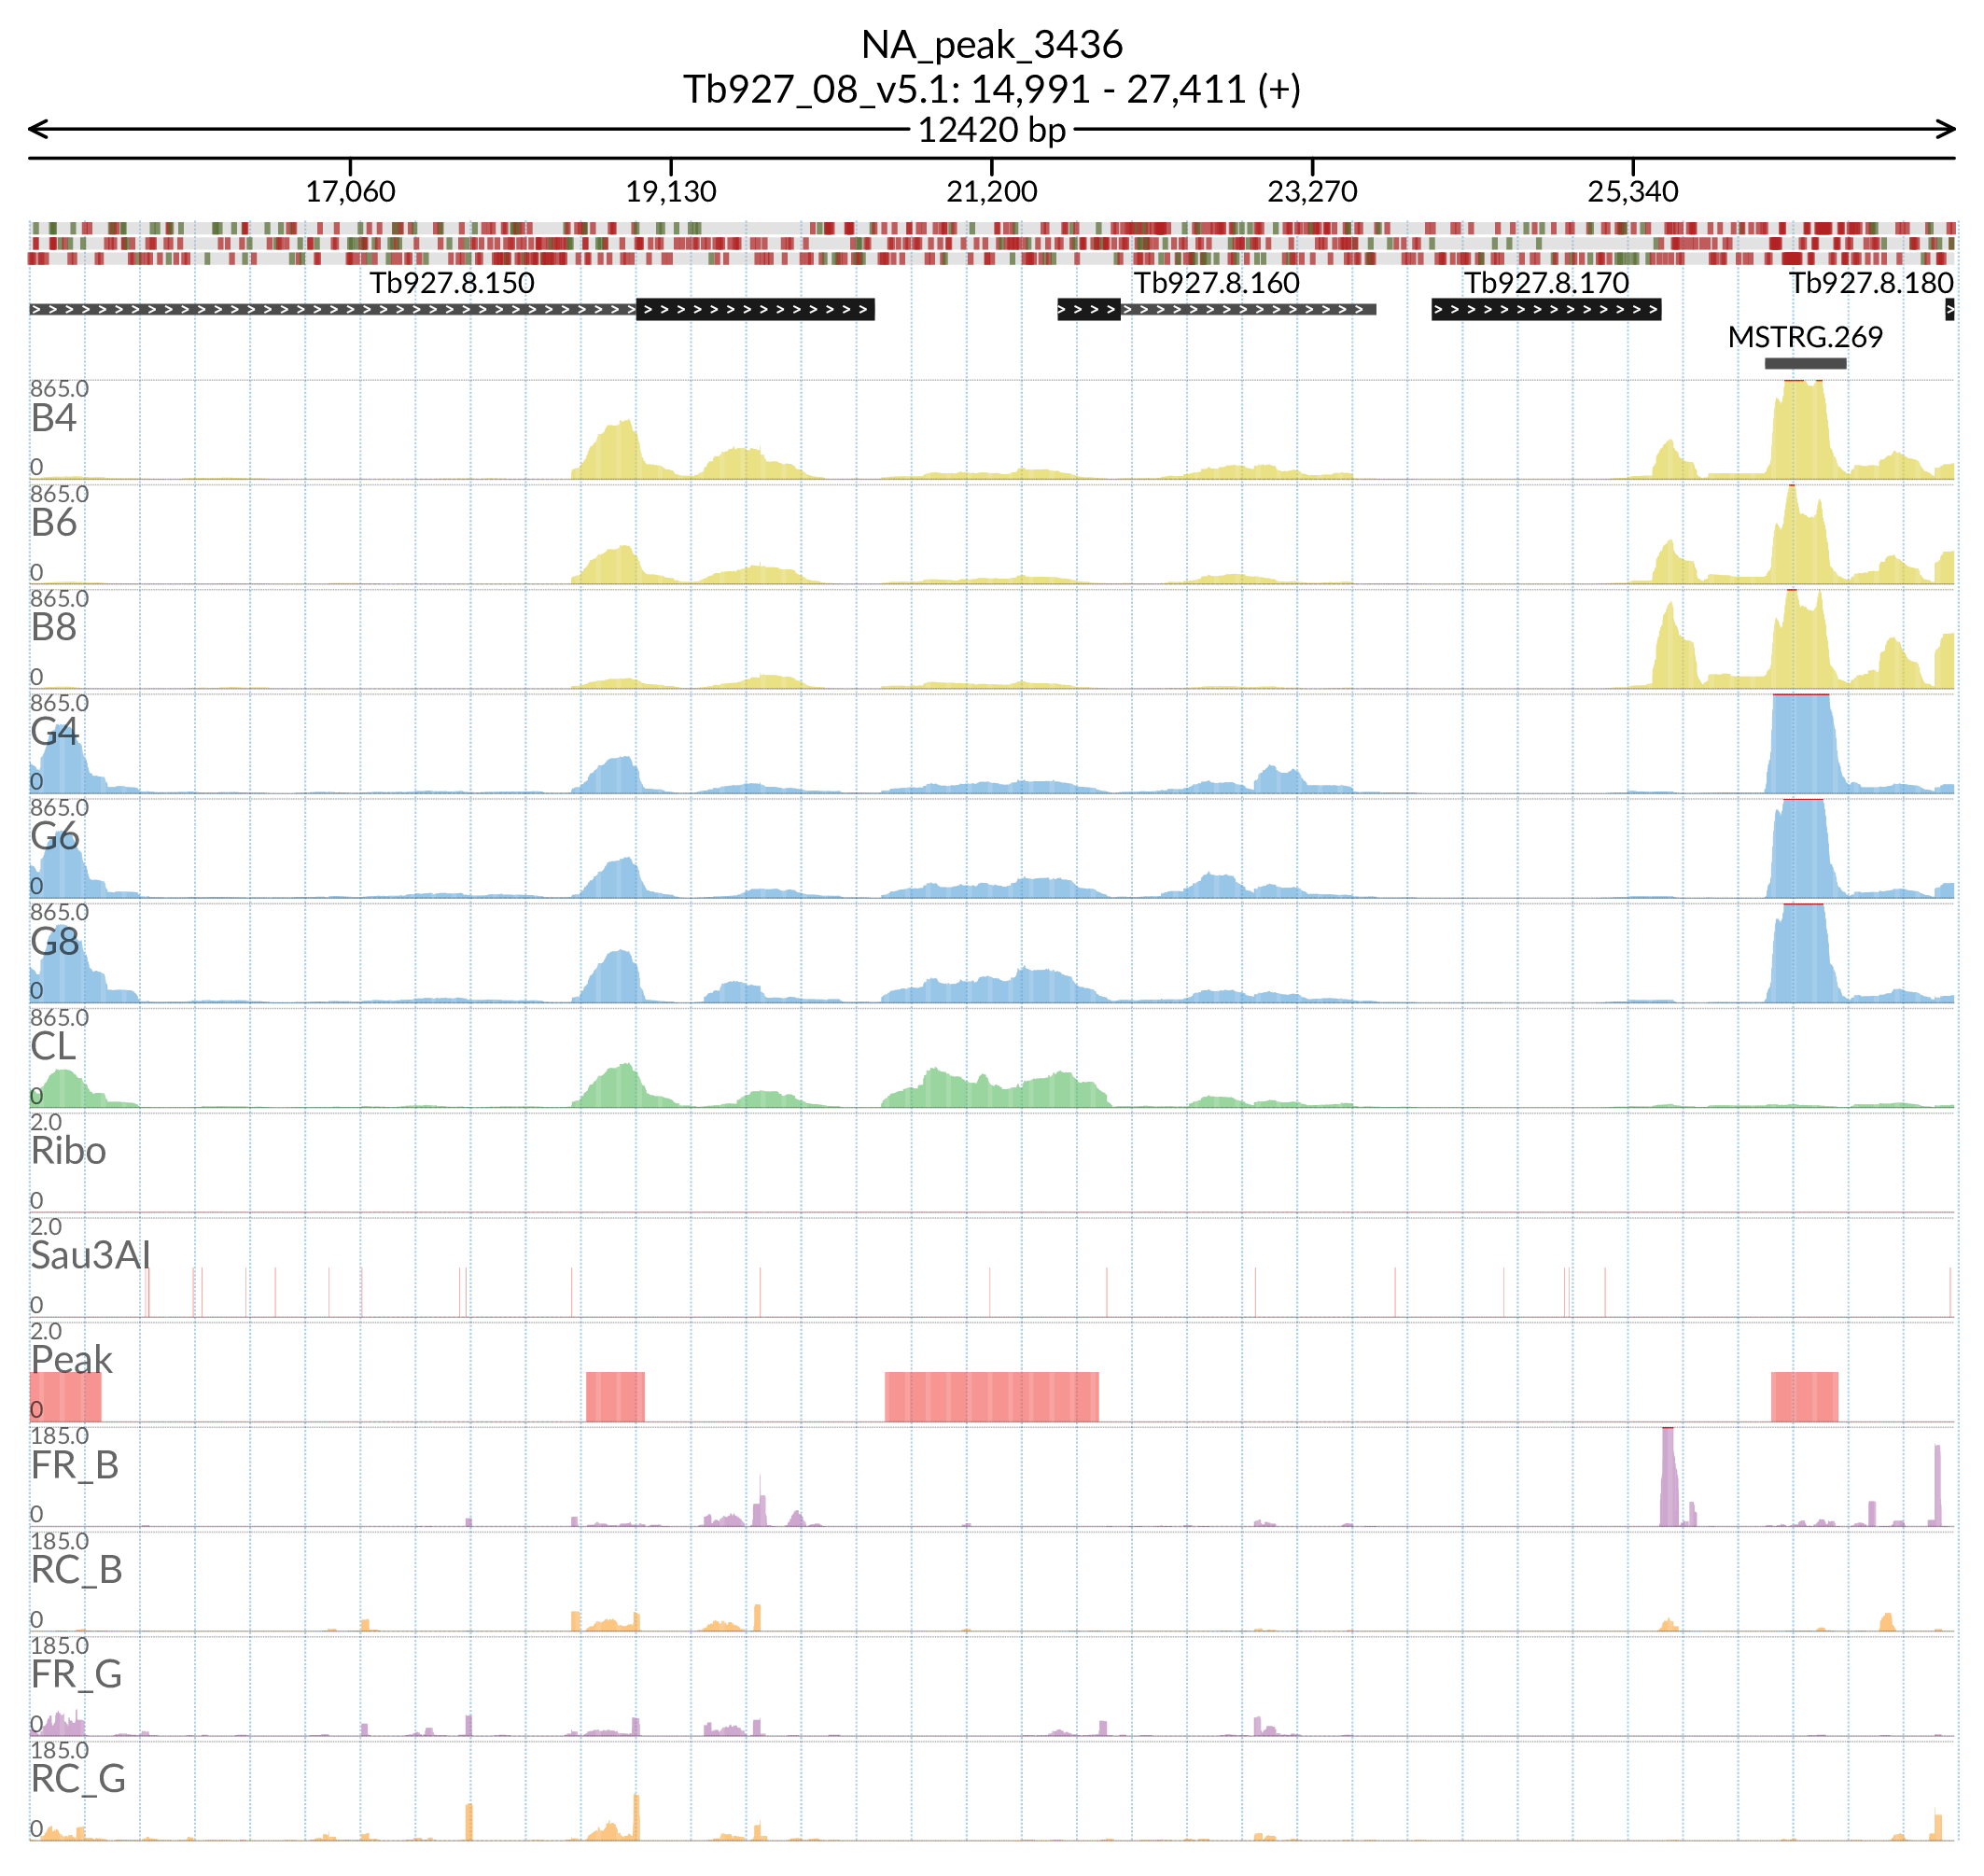 NA_peak_3436
Tb927_08_v5.1: 14,991 - 27,411 (+)
12420 bp
17,060 19,130 21,200 23,270 25,340
Tb927.8.150 Tb927.8.160 Tb927.8.170 Tb927.8.180
MSTRG.269
865.0
B4
0
865.0
B6
0
865.0
B8
0
865.0
G4
0
865.0
G6
0
865.0
G8
0
865.0
CL
0
2.0
Ribo
0
2.0
Sau3AI
0
2.0
Peak
0
185.0
FR_B
0
185.0
RC_B
0
185.0
FR_G
0
185.0
RC_G
0